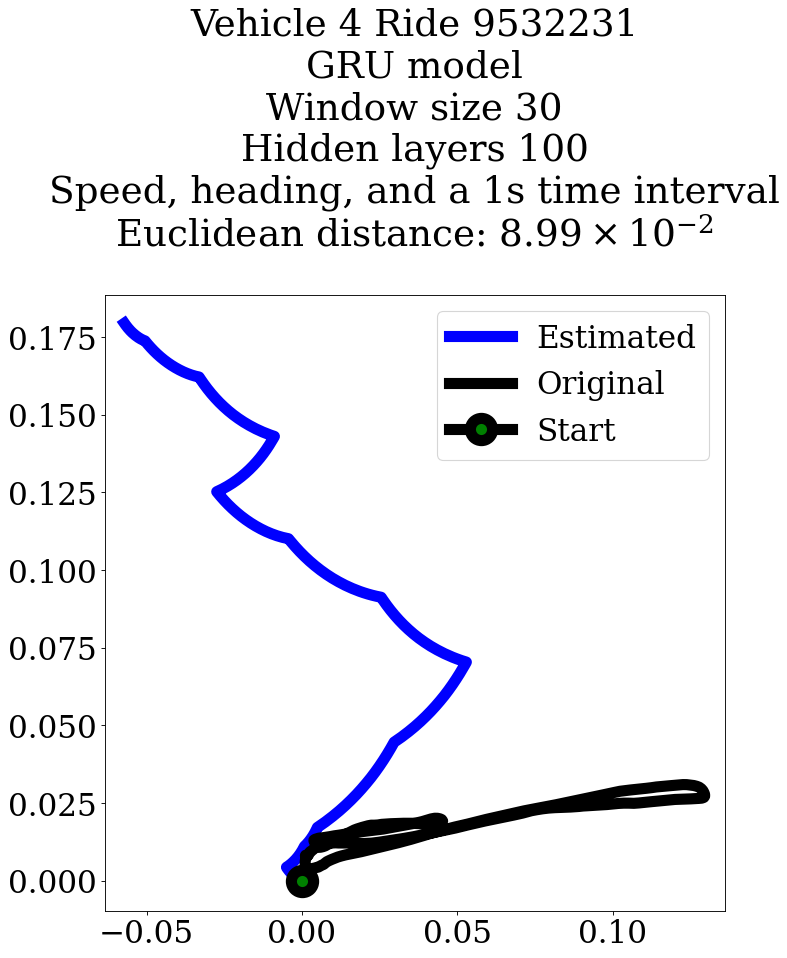 Vehicle 4 Ride 9532231
GRU model
Window size 30
Hidden layers 100
Speed, heading, and a 1s time interval
Euclidean distance: 8.99 × 10⁻²
Estimated
Original
Start
0.175
0.150
0.125
0.100
0.075
0.050
0.025
0.000
−0.05 0.00 0.05 0.10